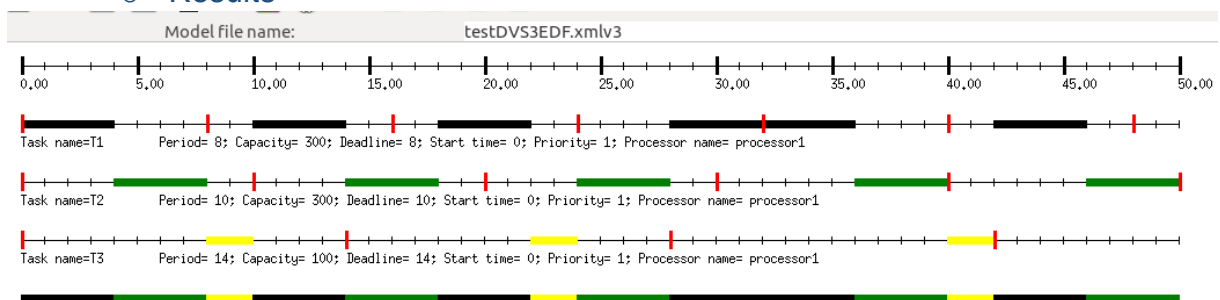 Results
Model file name: testDVS3EDF.xmlv3
0.00 5.00 10.00 15.00 20.00 25.00 30.00 35.00 40.00 45.00 50.00
Task name=T1 Period= 8; Capacity= 300; Deadline= 8; Start time= 0; Priority= 1; Processor name= processor1
Task name=T2 Period= 10; Capacity= 300; Deadline= 10; Start time= 0; Priority= 1; Processor name= processor1
Task name=T3 Period= 14; Capacity= 100; Deadline= 14; Start time= 0; Priority= 1; Processor name= processor1